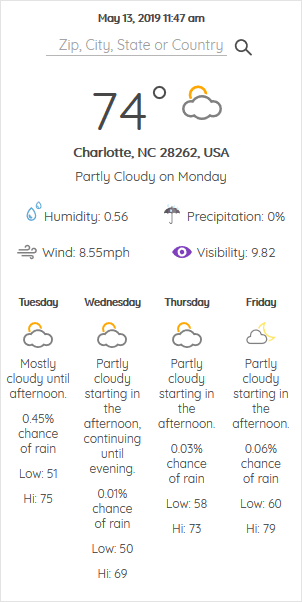 May 13, 2019 11:47 am
Zip, City, State or Country
74°
Charlotte, NC 28262, USA
Partly Cloudy on Monday
Humidity: 0.56
Precipitation: 0%
Wind: 8.55mph
Visibility: 9.82
Tuesday
Mostly
cloudy until
afternoon.
0.45%
chance
of rain
Low: 51
Hi: 75
Wednesday
Partly
cloudy
starting in
the
afternoon,
continuing
until
evening.
0.01%
chance of
rain
Low: 50
Hi: 69
Thursday
Partly
cloudy
starting in
the
afternoon.
0.03%
chance
of rain
Low: 58
Hi: 73
Friday
Partly
cloudy
starting in
the
afternoon.
0.06%
chance
of rain
Low: 60
Hi: 79